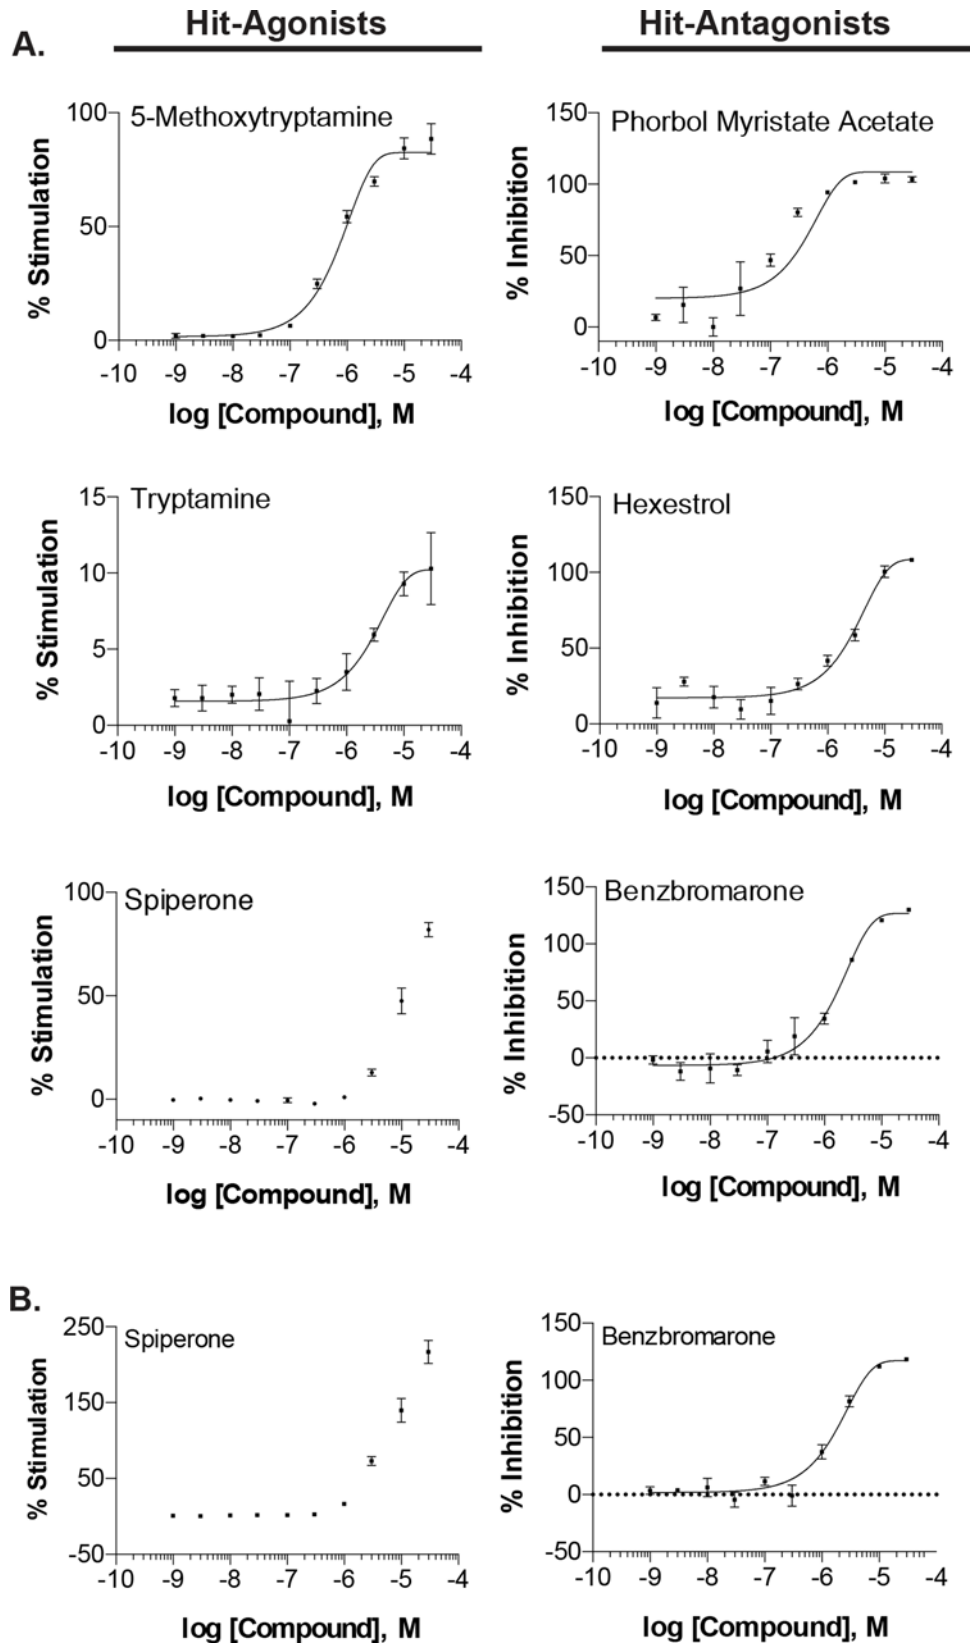 Hit-Agonists
Hit-Antagonists
A.
5-Methoxytryptamine
% Stimulation
100
50
0
-10 -9 -8 -7 -6 -5 -4
log [Compound], M
Phorbol Myristate Acetate
% Inhibition
150
100
50
0
-10 -9 -8 -7 -6 -5 -4
log [Compound], M
Tryptamine
% Stimulation
15
10
5
0
-10 -9 -8 -7 -6 -5 -4
log [Compound], M
Hexestrol
% Inhibition
150
100
50
0
-10 -9 -8 -7 -6 -5 -4
log [Compound], M
Spiperone
% Stimulation
100
50
0
-10 -9 -8 -7 -6 -5 -4
log [Compound], M
Benzbromarone
% Inhibition
150
100
50
0
-50
-10 -9 -8 -7 -6 -5 -4
log [Compound], M
B.
Spiperone
% Stimulation
250
150
50
-50
-10 -9 -8 -7 -6 -5 -4
log [Compound], M
Benzbromarone
% Inhibition
150
100
50
0
-50
-10 -9 -8 -7 -6 -5 -4
log [Compound], M